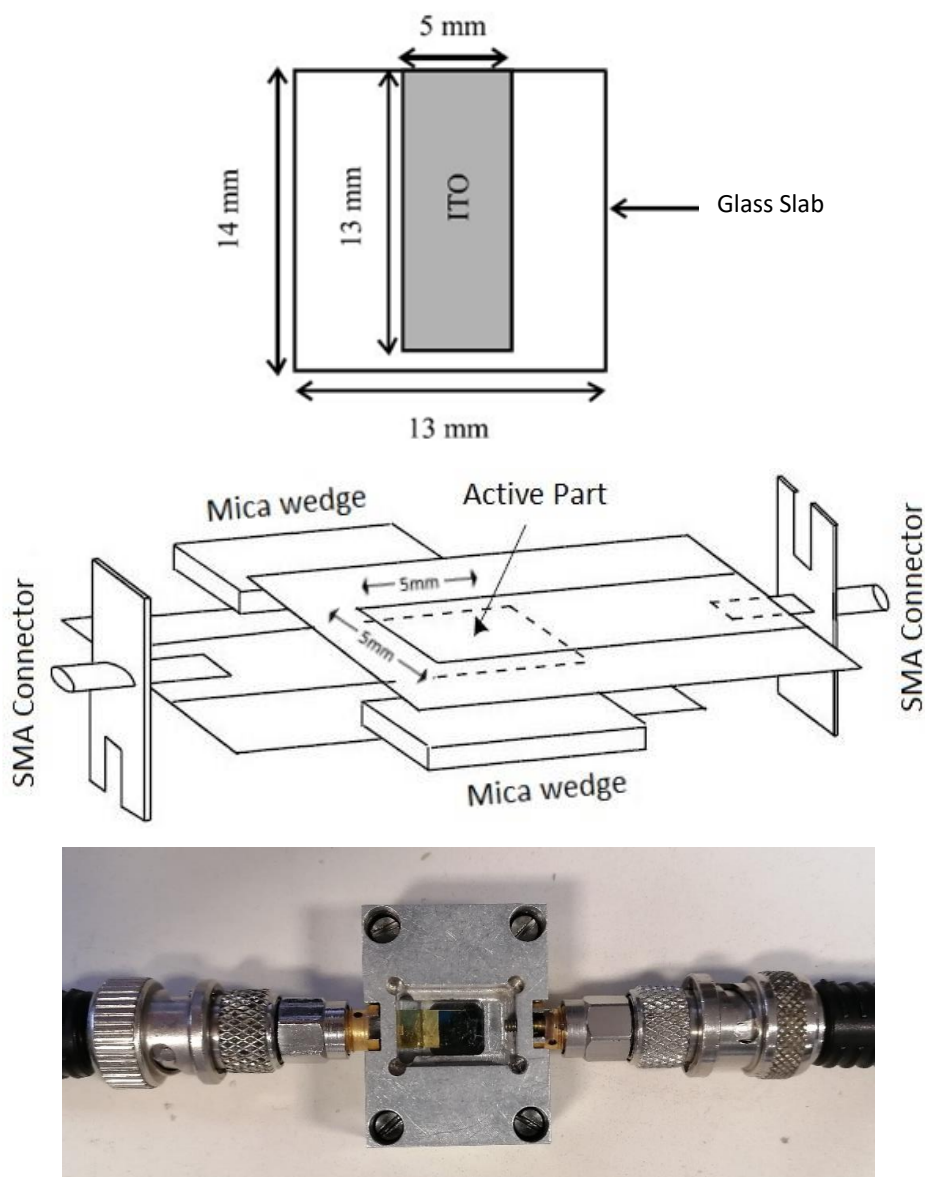 5 mm
14 mm
13 mm
ITO
Glass Slab
13 mm
Mica wedge
Active Part
SMA Connector
5mm
5mm
SMA Connector
Mica wedge